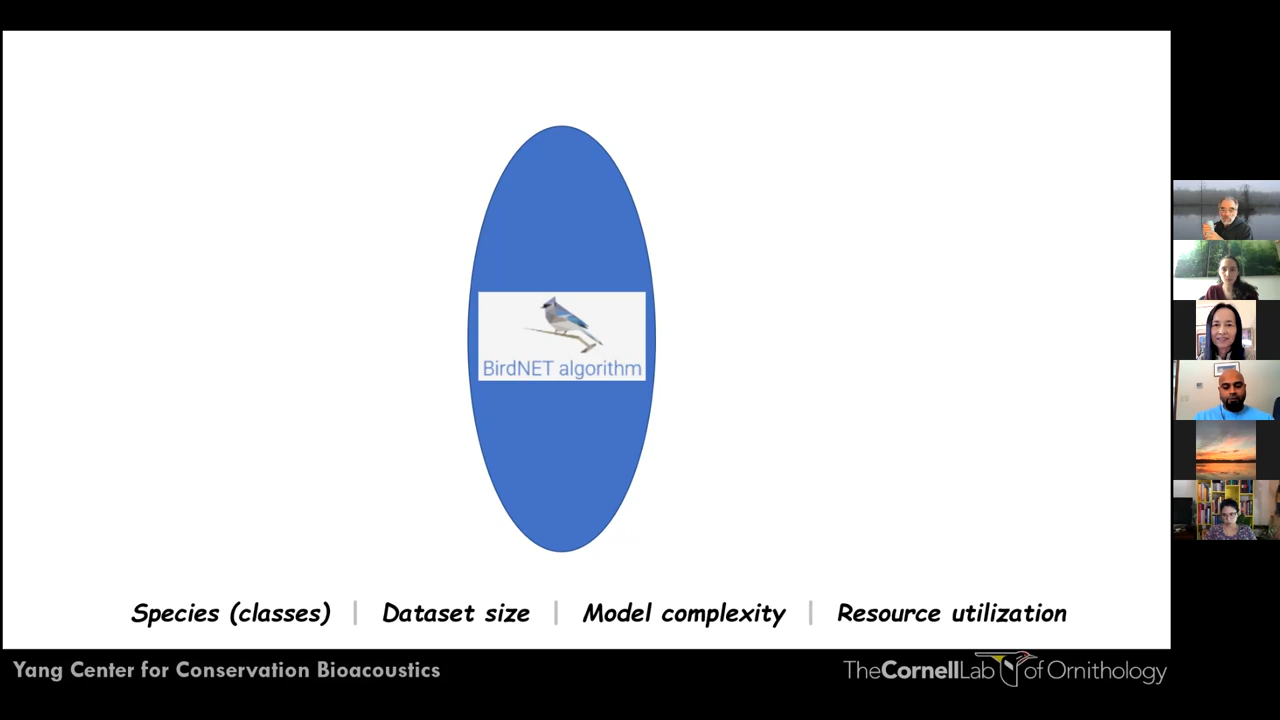 BirdNET algorithm
Species (classes) | Dataset size | Model complexity | Resource utilization
Yang Center for Conservation Bioacoustics
TheCornellLab of Ornithology